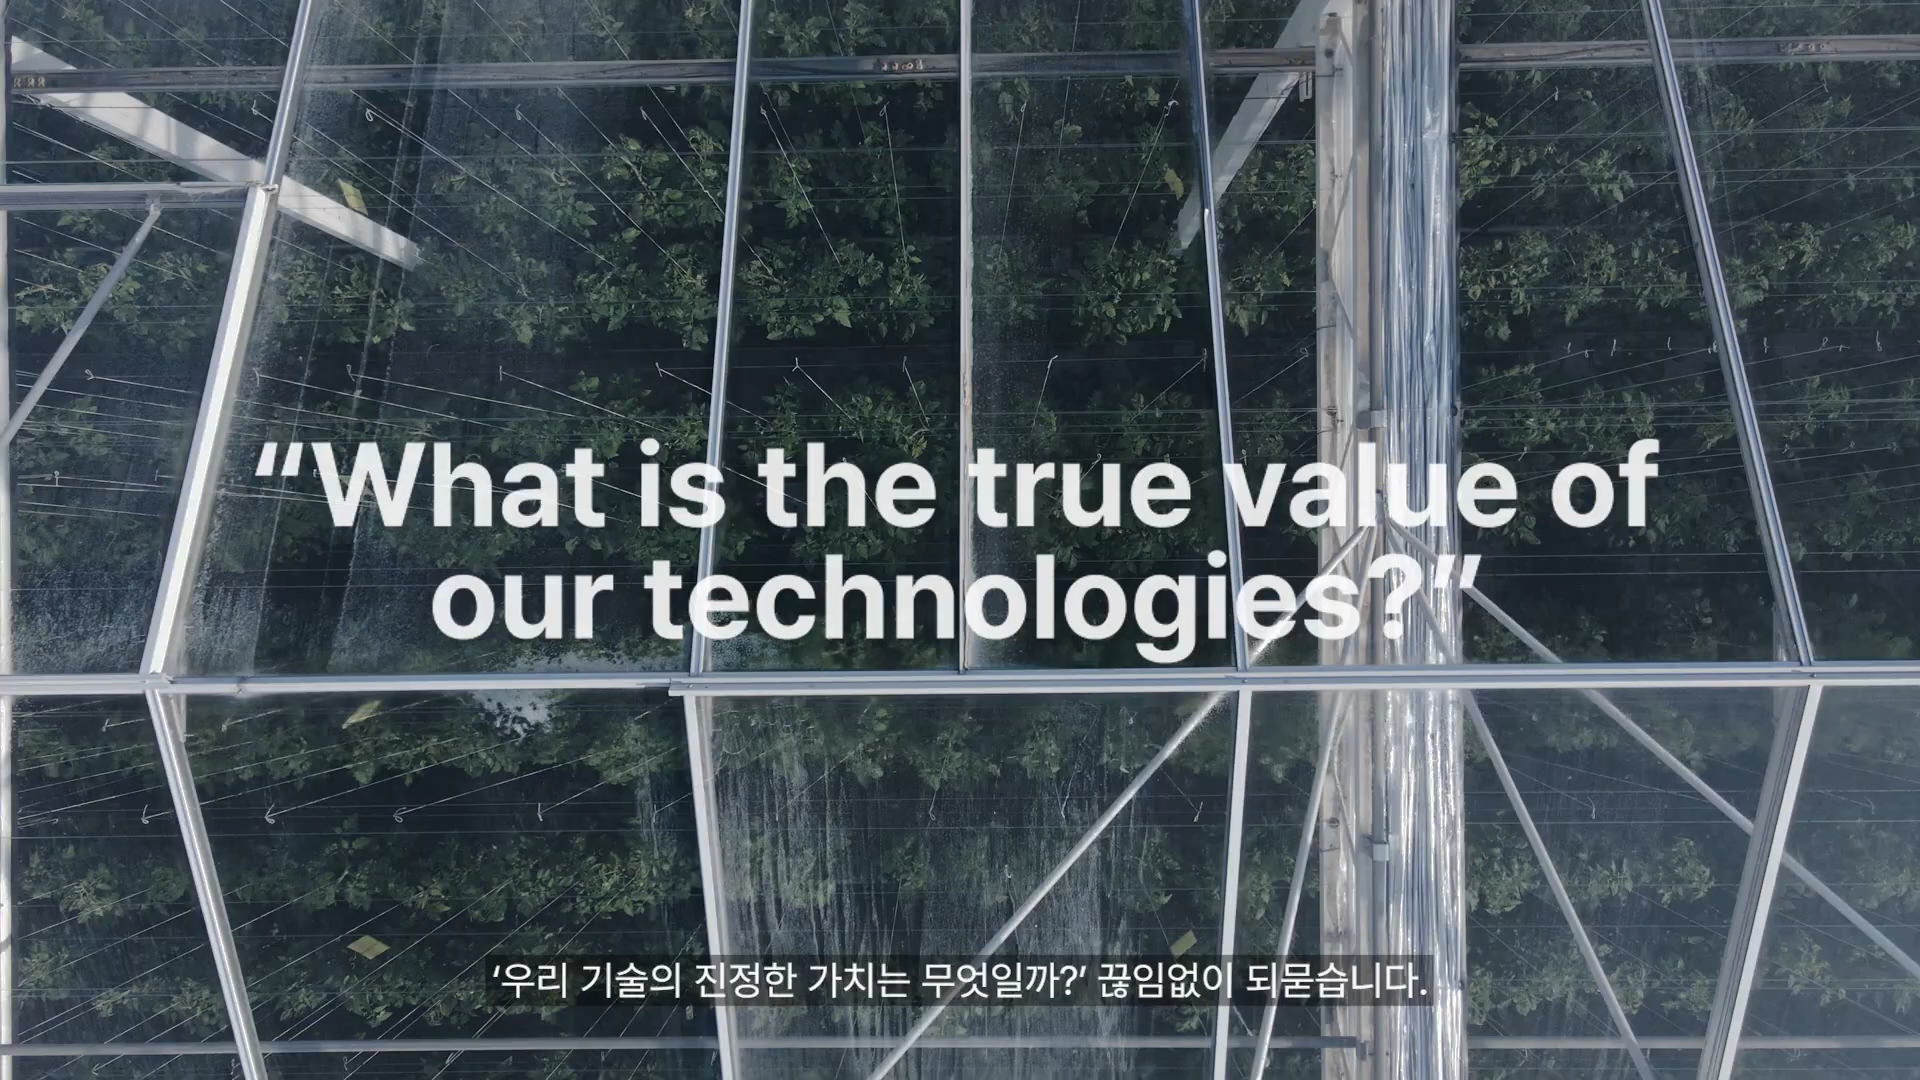 “What is the true value of
our technologies?”
‘우리 기술의 진정한 가치는 무엇일까?’ 끊임없이 되묻습니다.